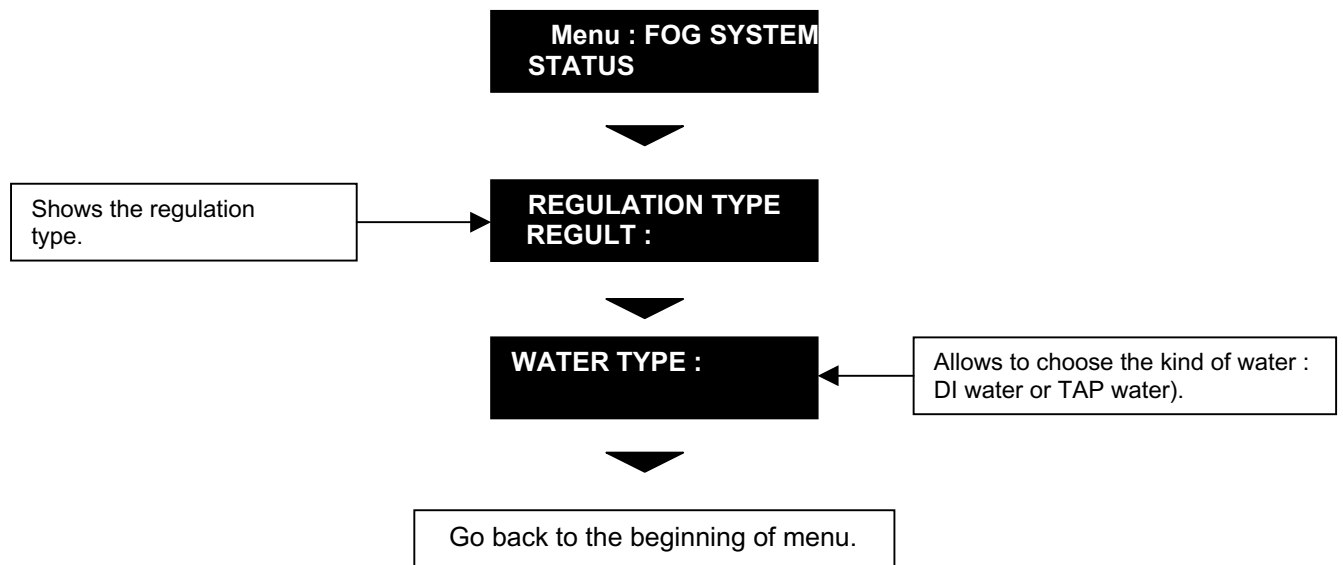 Menu : FOG SYSTEM
STATUS
Shows the regulation
type.
REGULATION TYPE
REGULT :
WATER TYPE :
Allows to choose the kind of water :
DI water or TAP water).
Go back to the beginning of menu.